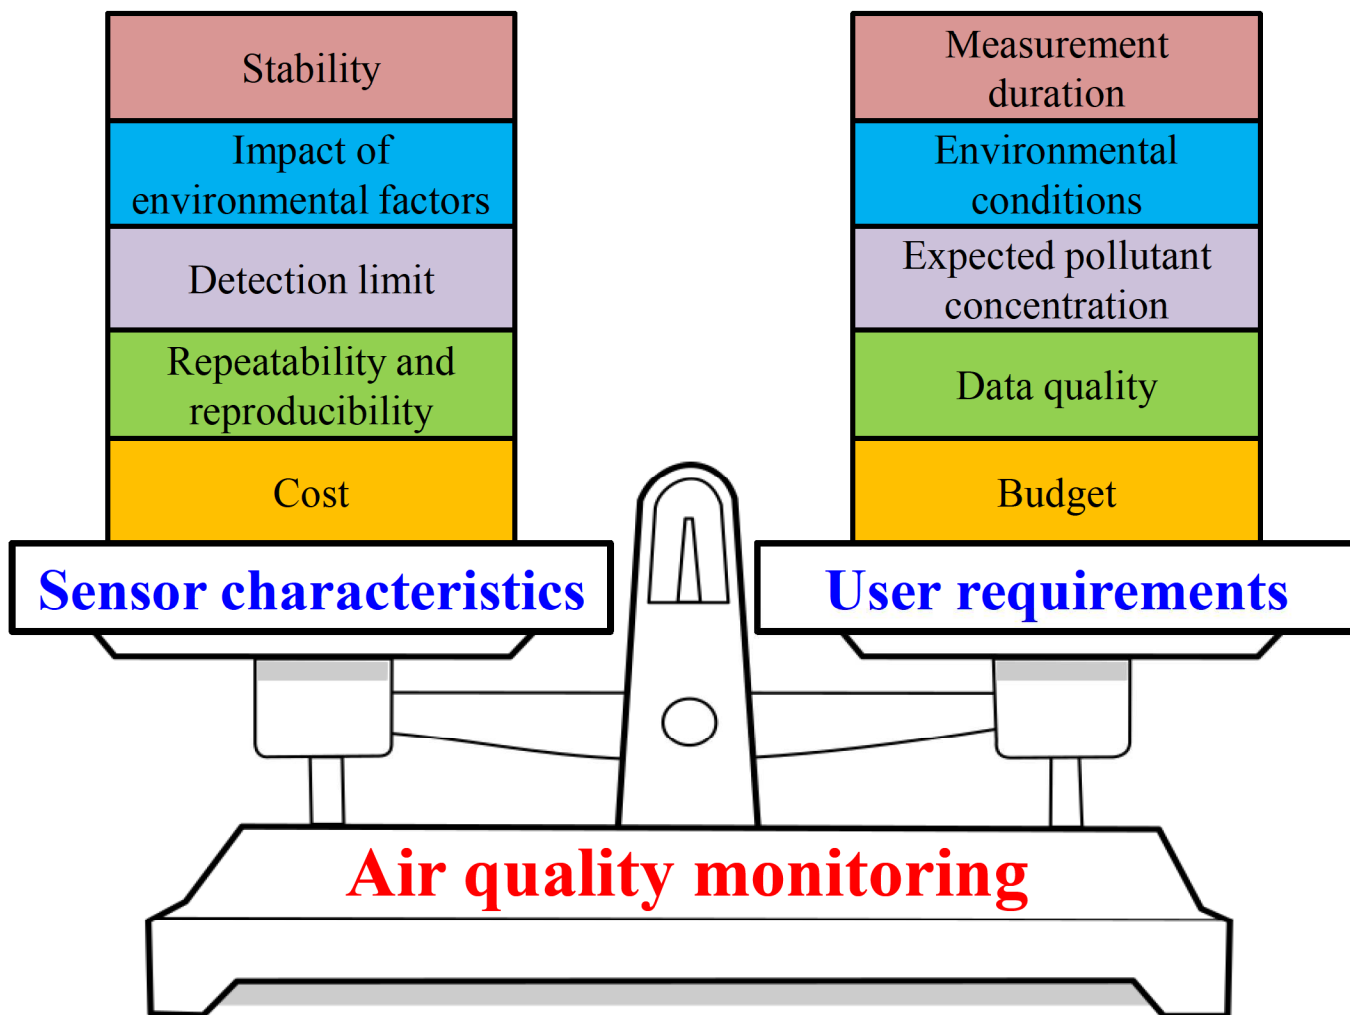 Stability
Impact of
environmental factors
Detection limit
Repeatability and
reproducibility
Cost
Sensor characteristics
Measurement
duration
Environmental
conditions
Expected pollutant
concentration
Data quality
Budget
User requirements
Air quality monitoring